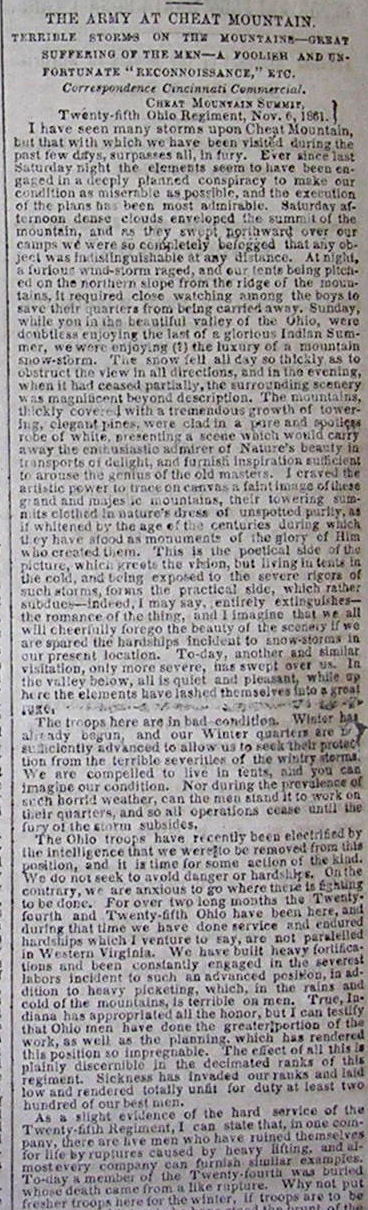 THE ARMY AT CHEAT MOUNTAIN.
TERRIBLE STORMS ON THE MOUNTAINS—GREAT
SUFFERING OF THE MEN—A FOOLISH AND UN-
FORTUNATE "RECONNOISSANCE," ETC.
Correspondence Cincinnati Commercial.
CHEAT MOUNTAIN SUMMIT,
Twenty-fifth Ohio Regiment, Nov. 6, 1861.
I have seen many storms upon Cheat Mountain,
but that with which we have been visited during the
past few days, surpasses all, in fury. Ever since last
Saturday night the elements seem to have been en-
gaged in a deeply planned conspiracy to make our
condition as miserable as possible, and the execution
of the plans has been most admirable. Saturday af-
ternoon dense clouds enveloped the summit of the
mountain, and as they swept northward over our
camps we were so completely befogged that any ob-
ject was indistinguishable at any distance. At night,
a furious wind-storm raged, and our tents being pitch-
ed on the northern slope from the ridge of the moun-
tains, it required close watching among the boys to
save their quarters from being carried away. Sunday,
while you in the beautiful valley of the Ohio, were
doubtless enjoying the last of a glorious Indian Sum-
mer, we were enjoying (?) the luxury of a mountain
snow-storm. The snow fell all day so thickly as to
obstruct the view in all directions, and in the evening,
when it had ceased partially, the surrounding scenery
was magnificent beyond description. The mountains,
thickly covered with a tremendous growth of tower-
ing, elegant pines, were clad in a pure and spotless
robe of white, presenting a scene which would carry
away the enthusiastic admirer of Nature's beauty in
transports of delight, and furnish inspiration sufficient
to arouse the genius of the old masters. I craved the
artistic power to trace on canvas a faint image of these
grand and majestic mountains, their towering sum-
mits clothed in nature's dress of unspotted purity, as
if whitened by the age of the centuries during which
they have stood as monuments of the glory of Him
who created them. This is the poetical side of the
picture, which greets the vision, but living in tents in
the cold, and being exposed to the severe rigors of
such storms, forms the practical side, which rather
subdues—indeed, I may say, entirely extinguishes—
the romance of the thing, and I imagine that we all
will cheerfully forego the beauty of the scenery if we
are spared the hardships incident to snow-storms in
our present location. To-day, another and similar
visitation, only more severe, has swept over us. In
the valley below, all is quiet and pleasant, while up
here the elements have lashed themselves into a great
The troops here are in bad condition. Winter has
already begun, and our Winter quarters are
sufficiently advanced to allow us to seek their protec-
tion from the terrible severities of the wintry storms.
We are compelled to live in tents, and you can
imagine our condition. Nor during the prevalence of
such horrid weather, can the men stand it to work on
their quarters, and so all operations cease until the
fury of the storm subsides.
The Ohio troops have recently been electrified by
the intelligence that we were to be removed from this
position, and it is time for some action of the kind.
We do not seek to avoid danger or hardships. On the
contrary, we are anxious to go where there is fighting
to be done. For over two long months the Twenty-
fourth and Twenty-fifth Ohio have been here, and
during that time we have done service and endured
hardships which I venture to say, are not paralelled
in Western Virginia. We have built heavy fortifica-
tions and been constantly engaged in the severest
labors incident to such an advanced position, in ad-
dition to heavy picketing, which, in the rains and
cold of the mountains, is terrible on men. True, In-
diana has appropriated all the honor, but I can testify
that Ohio men have done the greater portion of the
work, as well as the planning, which has rendered
this position so impregnable. The effect of all this is
plainly discernible in the decimated ranks of this
regiment. Sickness has invaded our ranks and laid
low and rendered totally unfit for duty at least two
hundred of our best men.
As a slight evidence of the hard service of the
Twenty-fifth Regiment, I can state that, in one com-
pany, there are five men who have ruined themselves
for life by ruptures caused by heavy lifting, and al-
most every company can furnish similar examples.
To-day a member of the Twenty-fourth was buried
whose death came from a like rupture. Why not put
fresher troops here for the winter, if troops are to be